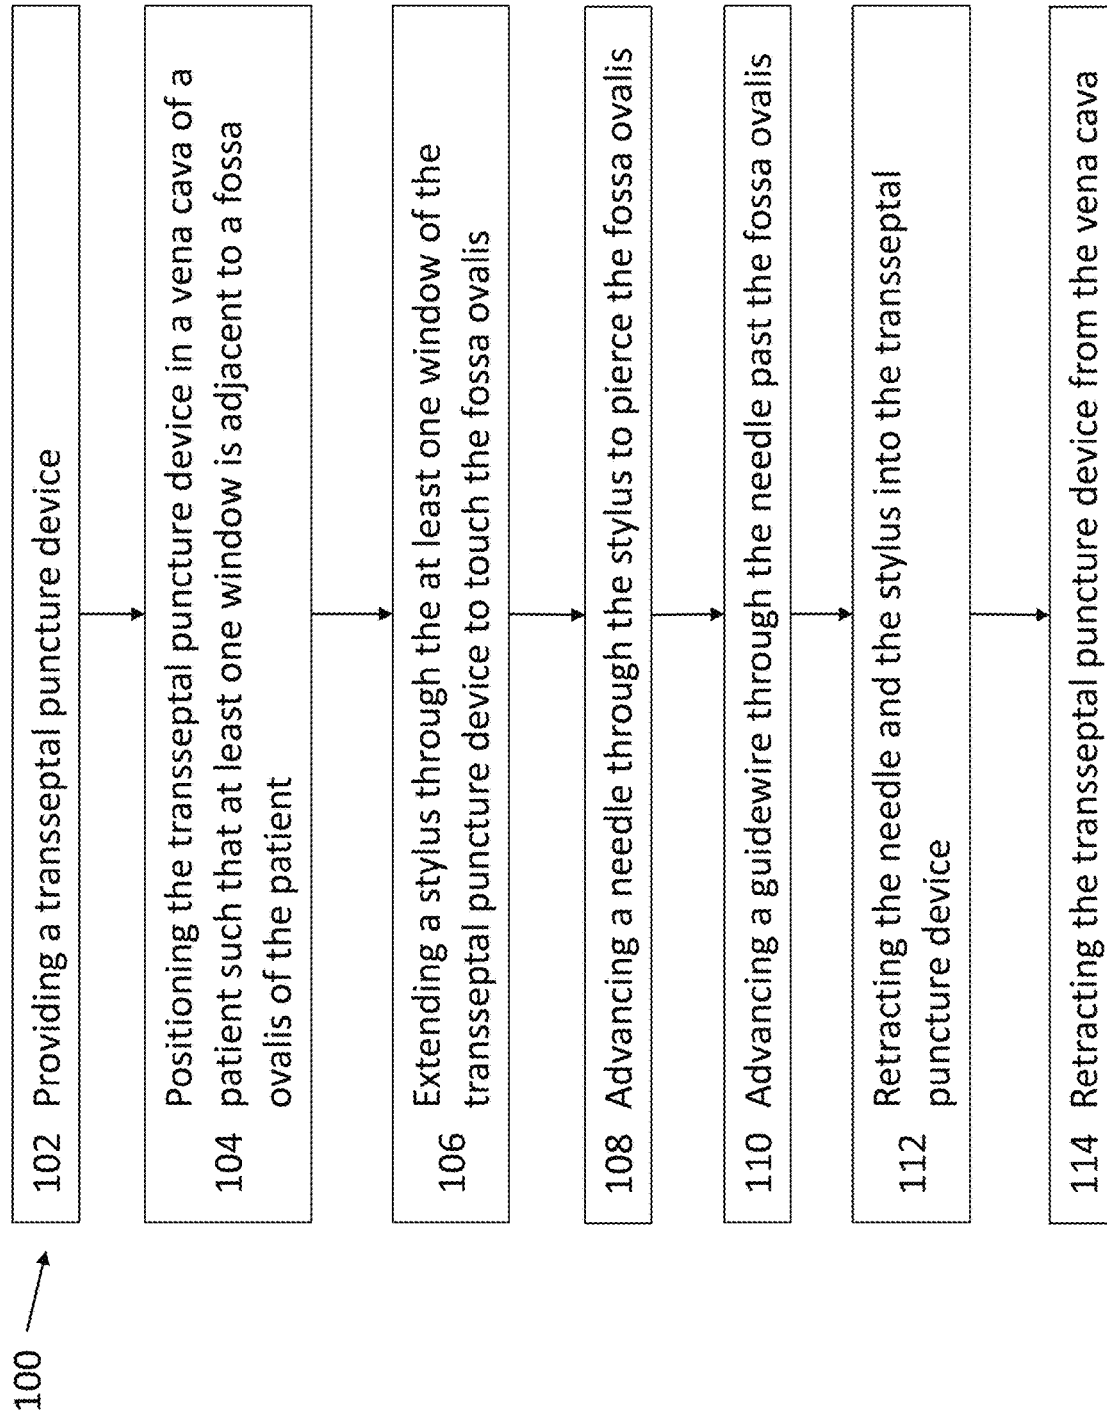 100
102 Providing a transseptal puncture device
104 Positioning the transseptal puncture device in a vena cava of a
patient such that at least one window is adjacent to a fossa
ovalis of the patient
106 Extending a stylus through the at least one window of the
transseptal puncture device to touch the fossa ovalis
108 Advancing a needle through the stylus to pierce the fossa ovalis
110 Advancing a guidewire through the needle past the fossa ovalis
112 Retracting the needle and the stylus into the transseptal
puncture device
114 Retracting the transseptal puncture device from the vena cava